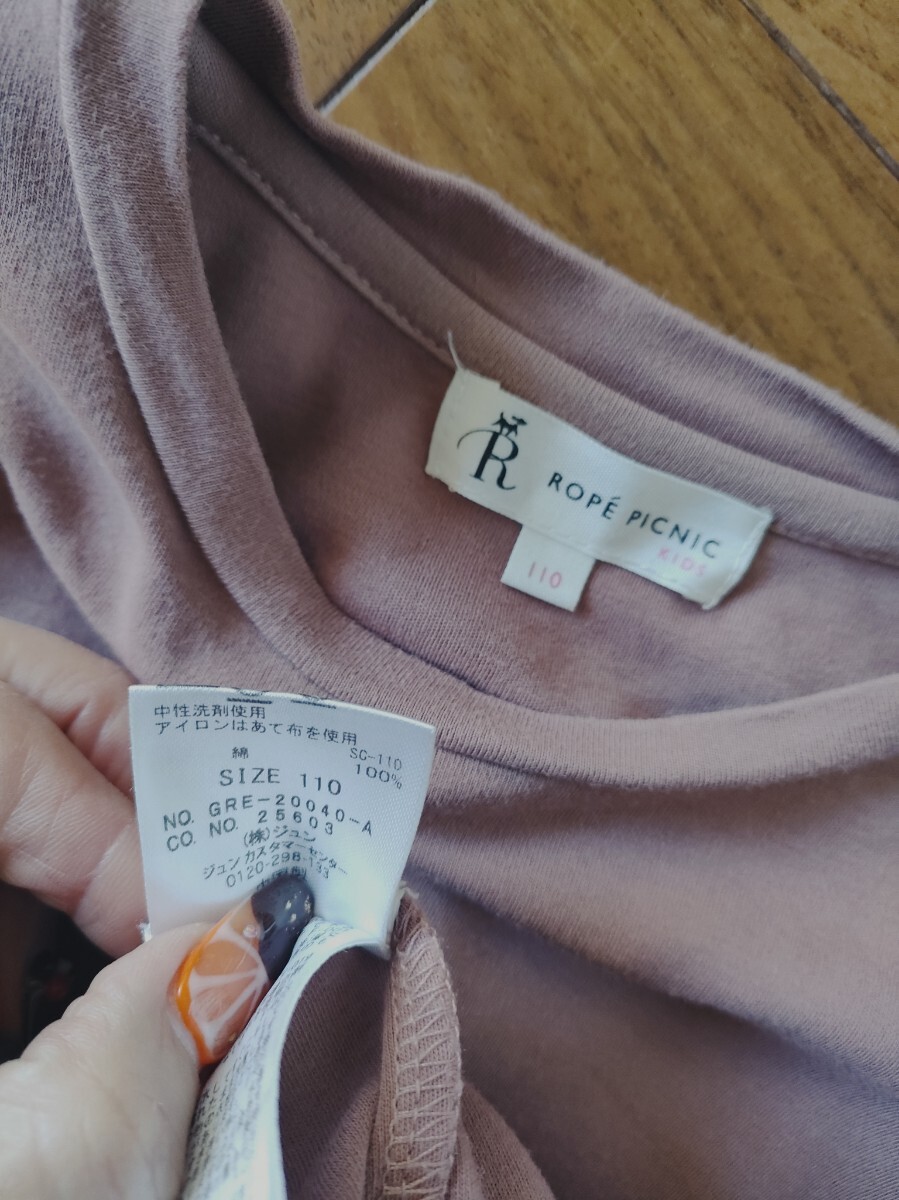 R ROPÉ PICNIC
KIDS
110
中性洗剤使用
アイロンはあて布を使用
SC-110
綿 100%
SIZE 110
NO. GRE-20040-A
CO. NO. 25603
(株)ジュン
ジュンカスタマーセンター
0120-298-133